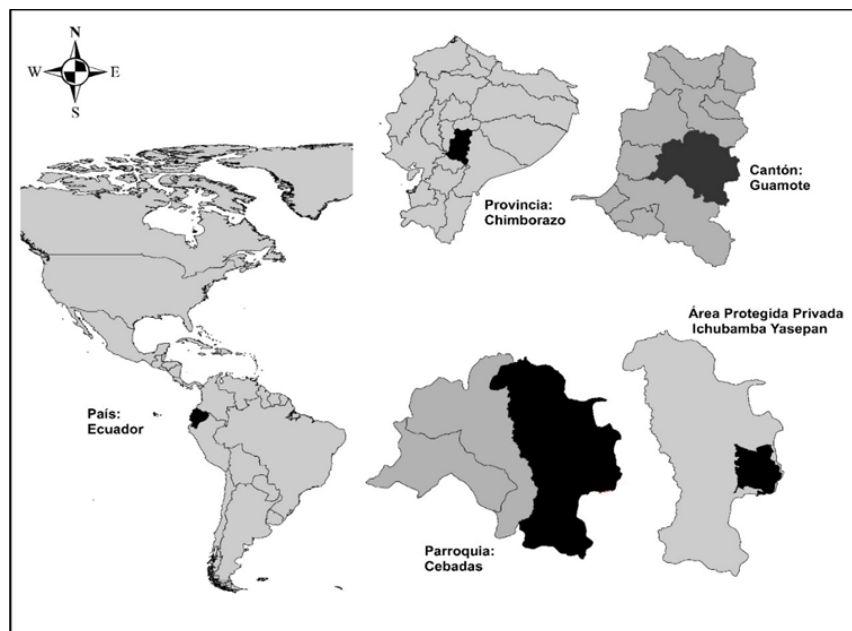 N
W E
S
Provincia:
Chimborazo
Cantón:
Guamote
País:
Ecuador
Área Protegida Privada
Ichubamba Yasepan
Parroquia:
Cebadas